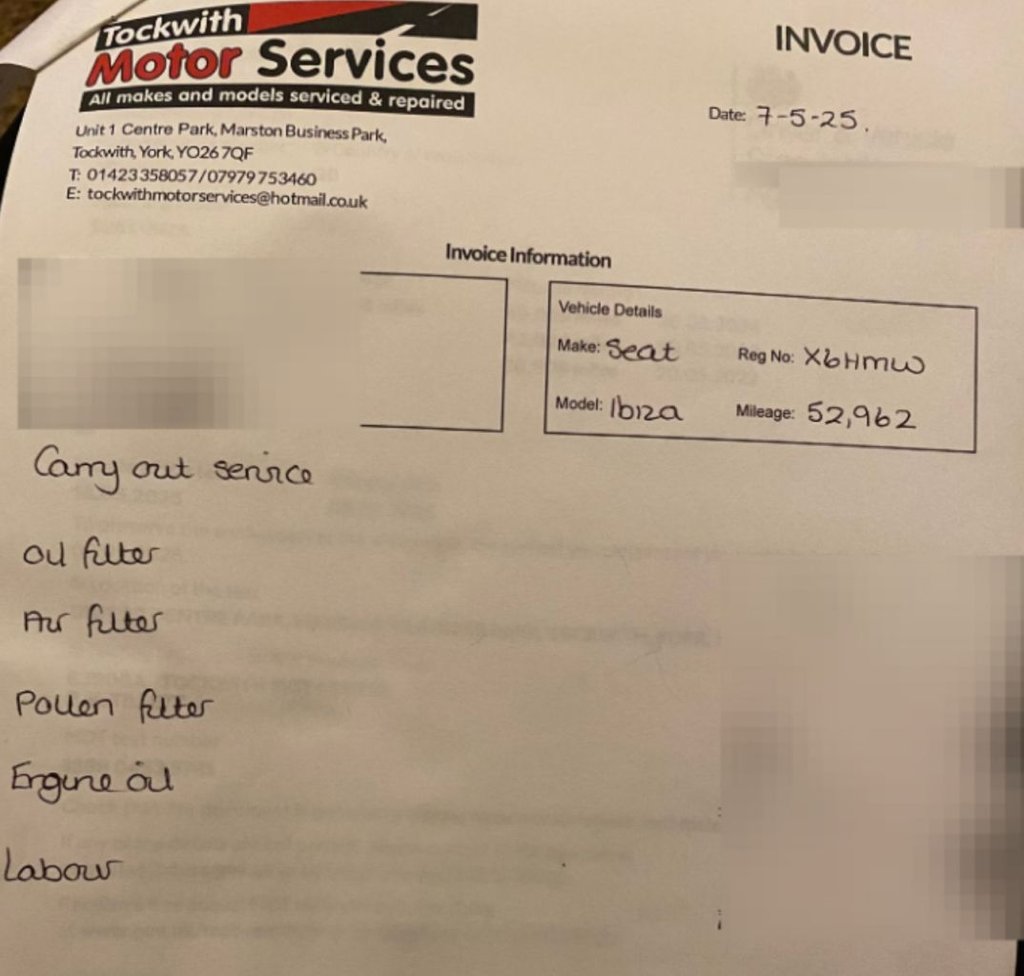 Tockwith
Motor Services
All makes and models serviced & repaired
Unit 1 Centre Park, Marston Business Park,
Tockwith, York, YO26 7QF
T: 01423 358057/07979 753460
E: tockwithmotorservices@hotmail.co.uk
INVOICE
Date: 7-5-25.
Invoice Information
Vehicle Details
Make: Seat Reg No: X6HMW
Model: Ibiza Mileage: 52,962
Carry out service
Oil filter
Air filter
Pollen filter
Engine oil
Labour